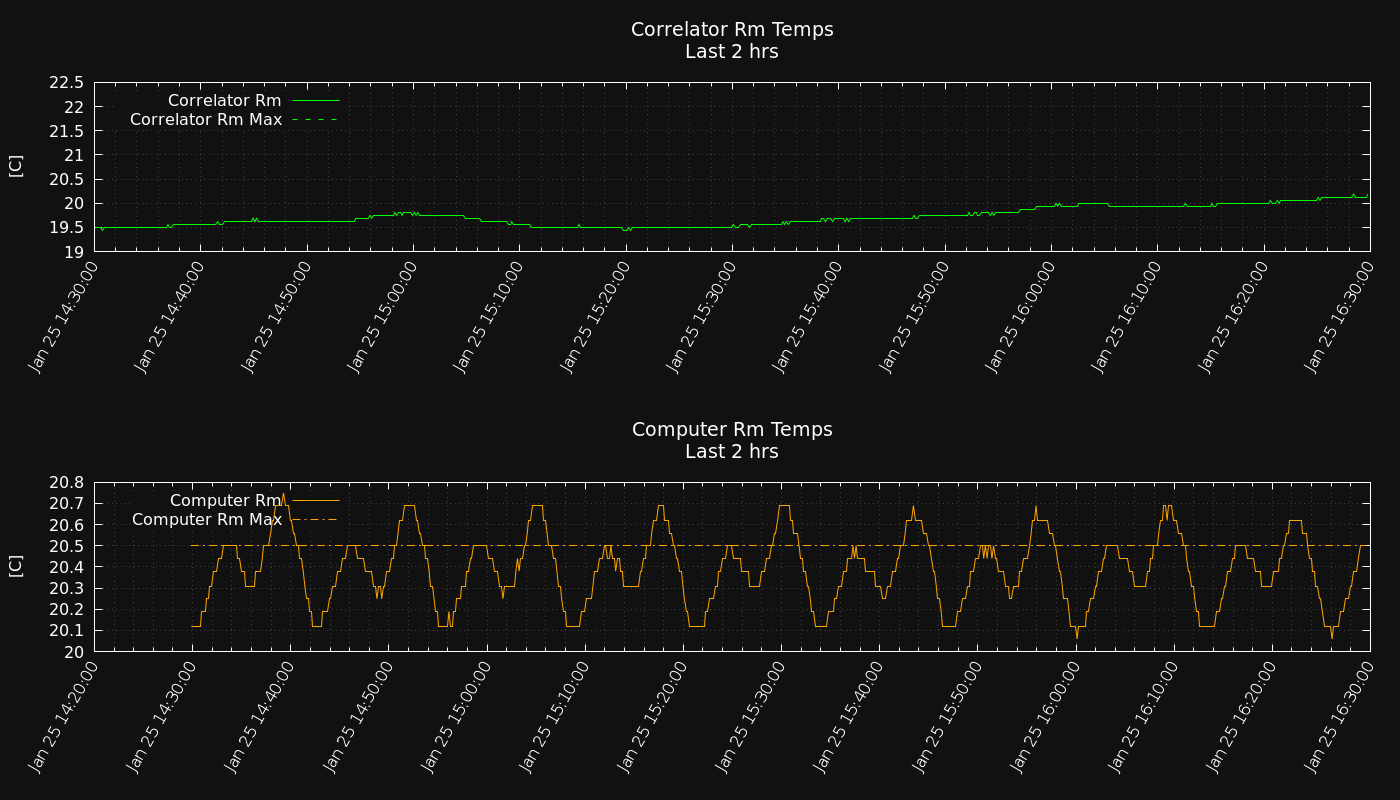 Correlator Rm Temps
Last 2 hrs
22.5
22
21.5
21
20.5
20
19.5
19
[C]
Correlator Rm
Correlator Rm Max
Jan 25 14:30:00
Jan 25 14:40:00
Jan 25 14:50:00
Jan 25 15:00:00
Jan 25 15:10:00
Jan 25 15:20:00
Jan 25 15:30:00
Jan 25 15:40:00
Jan 25 15:50:00
Jan 25 16:00:00
Jan 25 16:10:00
Jan 25 16:20:00
Jan 25 16:30:00
Computer Rm Temps
Last 2 hrs
20.8
20.7
20.6
20.5
20.4
20.3
20.2
20.1
20
[C]
Computer Rm
Computer Rm Max
Jan 25 14:20:00
Jan 25 14:30:00
Jan 25 14:40:00
Jan 25 14:50:00
Jan 25 15:00:00
Jan 25 15:10:00
Jan 25 15:20:00
Jan 25 15:30:00
Jan 25 15:40:00
Jan 25 15:50:00
Jan 25 16:00:00
Jan 25 16:10:00
Jan 25 16:20:00
Jan 25 16:30:00